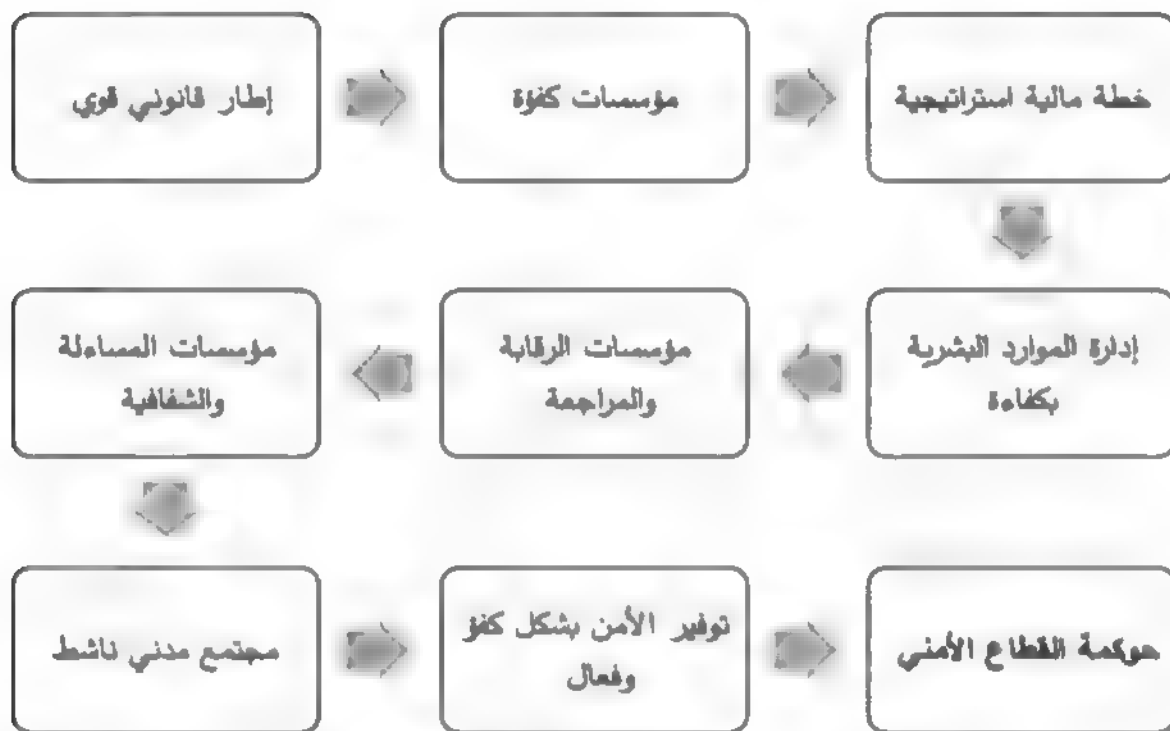 إطار قانوني قوي
مؤسسات كفؤة
خطة مالية استراتيجية
إدارة الموارد البشرية
بكفاءة
مؤسسات الرقابة
والمراجعة
مؤسسات المساءلة
والشفافية
مجتمع مدني ناشط
توفير الأمن بشكل كفؤ
وفعال
حوكمة القطاع الأمني